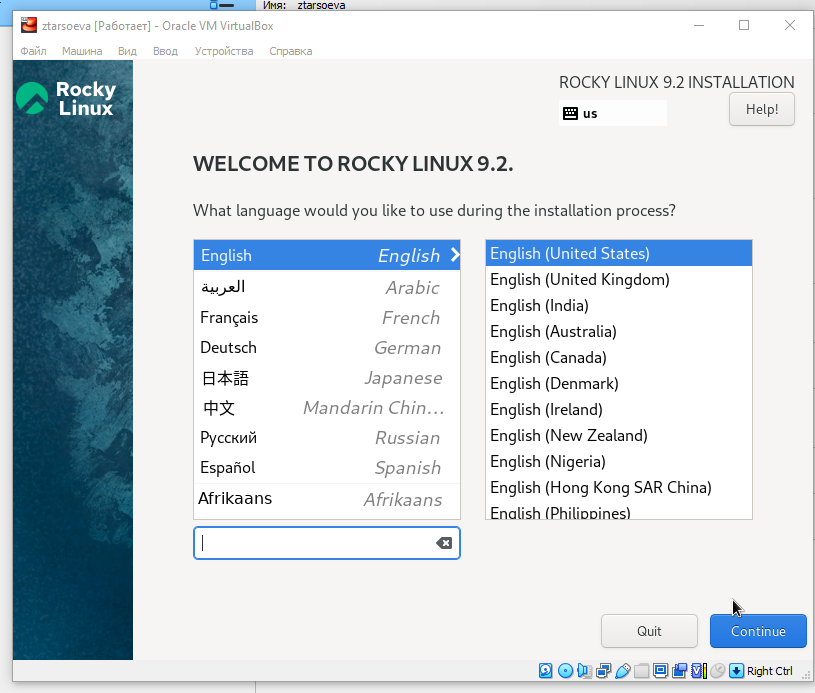 Имя: ztarsoeva
ztarsoeva [Работает] - Oracle VM VirtualBox
Файл Машина Вид Ввод Устройства Справка
Rocky
Linux
ROCKY LINUX 9.2 INSTALLATION
us
Help!
WELCOME TO ROCKY LINUX 9.2.
What language would you like to use during the installation process?
English English
العربية Arabic
Français French
Deutsch German
日本語 Japanese
中文 Mandarin Chin...
Русский Russian
Español Spanish
Afrikaans Afrikaans
English (United States)
English (United Kingdom)
English (India)
English (Australia)
English (Canada)
English (Denmark)
English (Ireland)
English (New Zealand)
English (Nigeria)
English (Hong Kong SAR China)
English (Philippines)
Quit Continue
Right Ctrl